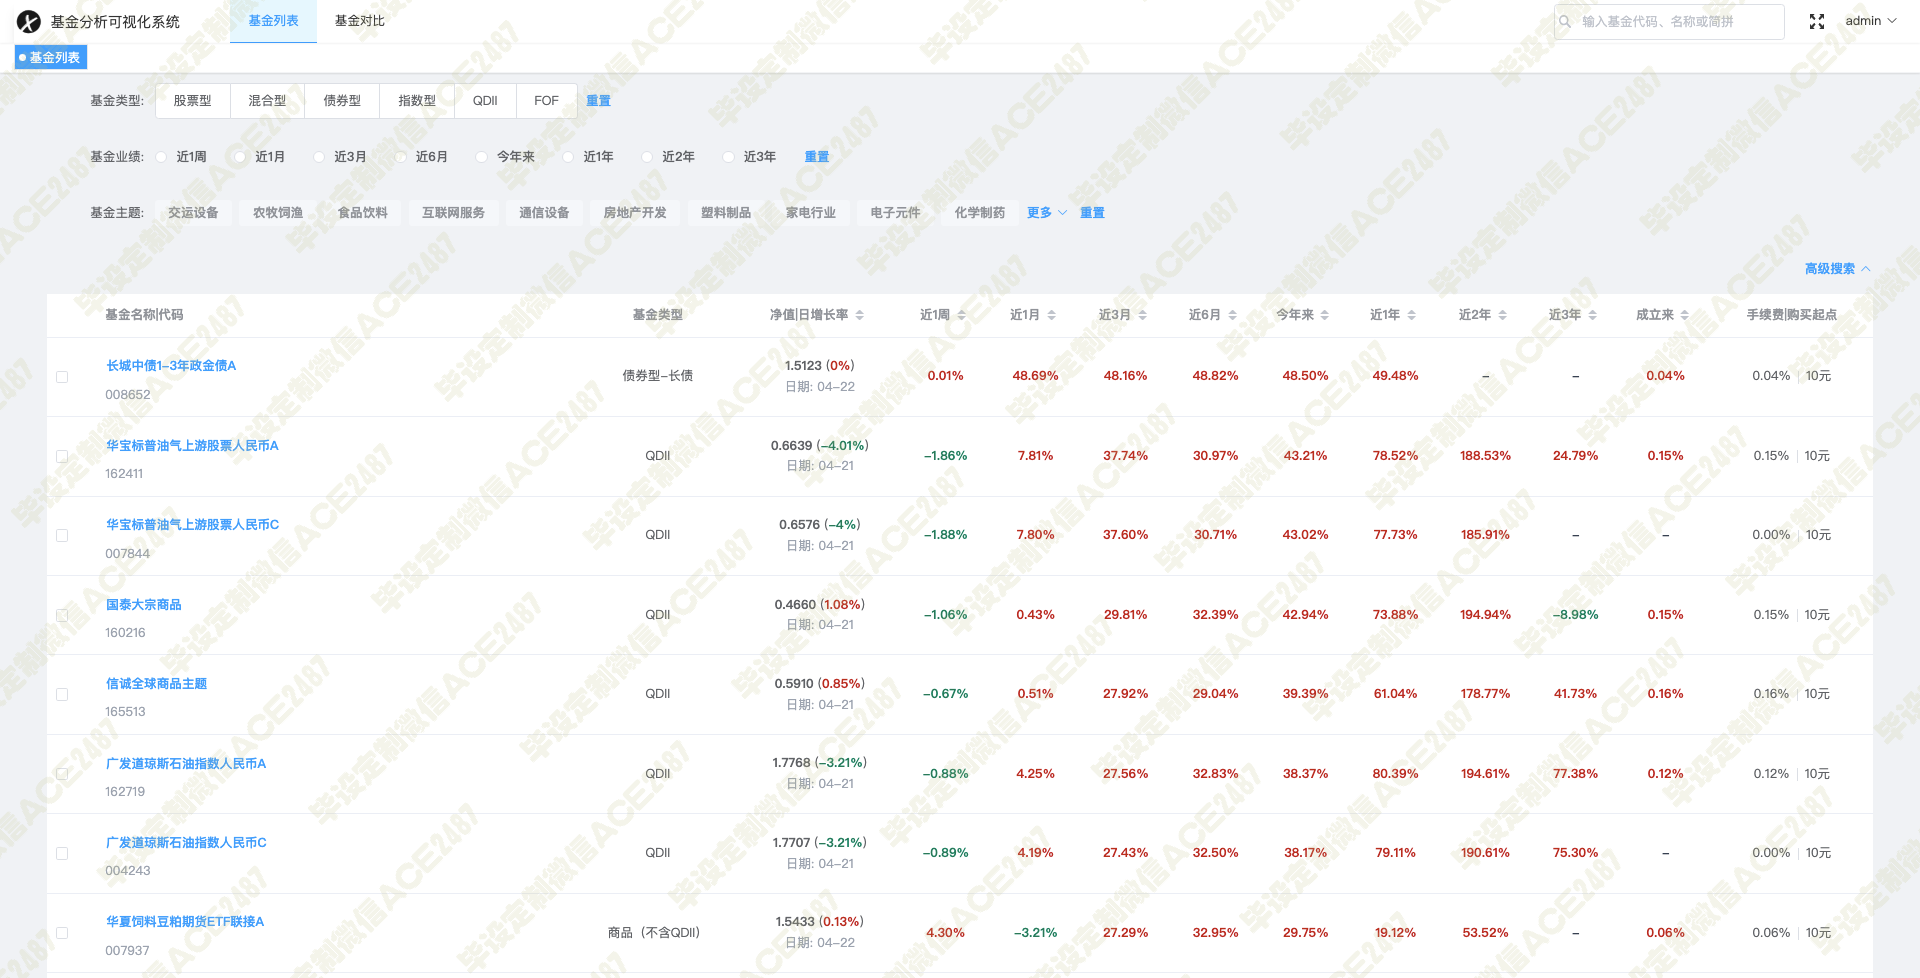 基金分析可视化系统 基金列表 基金对比 输入基金代码、名称或简拼 admin
基金列表
基金类型: 股票型 混合型 债券型 指数型 QDII FOF 重置
基金业绩: 近1周 近1月 近3月 近6月 今年来 近1年 近2年 近3年 重置
基金主题: 交运设备 农牧饲渔 食品饮料 互联网服务 通信设备 房地产开发 塑料制品 家电行业 电子元件 化学制药 更多 重置
高级搜索
基金名称|代码 基金类型 净值|日增长率 近1周 近1月 近3月 近6月 今年来 近1年 近2年 近3年 成立来 手续费|购买起点
长城中债1-3年政金债A
008652
债券型-长债
1.5123 (0%)
日期: 04-22
0.01% 48.69% 48.16% 48.82% 48.50% 49.48% - - 0.04% 0.04% | 10元
华宝标普油气上游股票人民币A
162411
QDII
0.6639 (-4.01%)
日期: 04-21
-1.86% 7.81% 37.74% 30.97% 43.21% 78.52% 188.53% 24.79% 0.15% 0.15% | 10元
华宝标普油气上游股票人民币C
007844
QDII
0.6576 (-4%)
日期: 04-21
-1.88% 7.80% 37.60% 30.71% 43.02% 77.73% 185.91% - - 0.00% | 10元
国泰大宗商品
160216
QDII
0.4660 (1.08%)
日期: 04-21
-1.06% 0.43% 29.81% 32.39% 42.94% 73.88% 194.94% -8.98% 0.15% 0.15% | 10元
信诚全球商品主题
165513
QDII
0.5910 (0.85%)
日期: 04-21
-0.67% 0.51% 27.92% 29.04% 39.39% 61.04% 178.77% 41.73% 0.16% 0.16% | 10元
广发道琼斯石油指数人民币A
162719
QDII
1.7768 (-3.21%)
日期: 04-21
-0.88% 4.25% 27.56% 32.83% 38.37% 80.39% 194.61% 77.38% 0.12% 0.12% | 10元
广发道琼斯石油指数人民币C
004243
QDII
1.7707 (-3.21%)
日期: 04-21
-0.89% 4.19% 27.43% 32.50% 38.17% 79.11% 190.61% 75.30% - 0.00% | 10元
华夏饲料豆粕期货ETF联接A
007937
商品（不含QDII）
1.5433 (0.13%)
日期: 04-22
4.30% -3.21% 27.29% 32.95% 29.75% 19.12% 53.52% - 0.06% 0.06% | 10元
毕设定制微信ACE2487